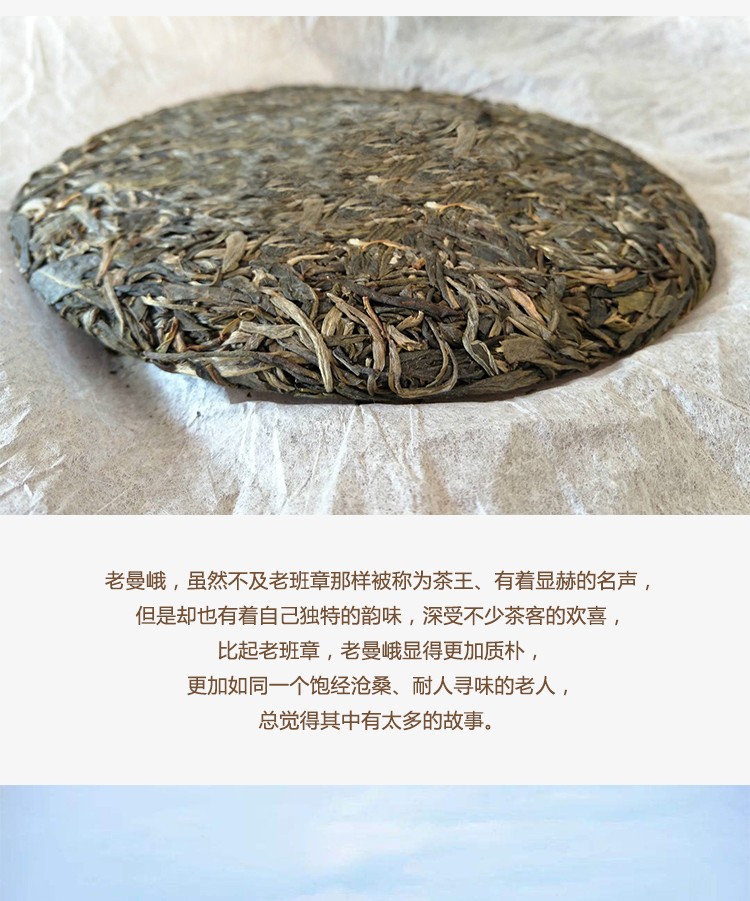 老曼峨，虽然不及老班章那样被称为茶王、有着显赫的名声，
但是却也有着自己独特的韵味，深受不少茶客的欢喜，
比起老班章，老曼峨显得更加质朴，
更加如同一个饱经沧桑、耐人寻味的老人，
总觉得其中有太多的故事。